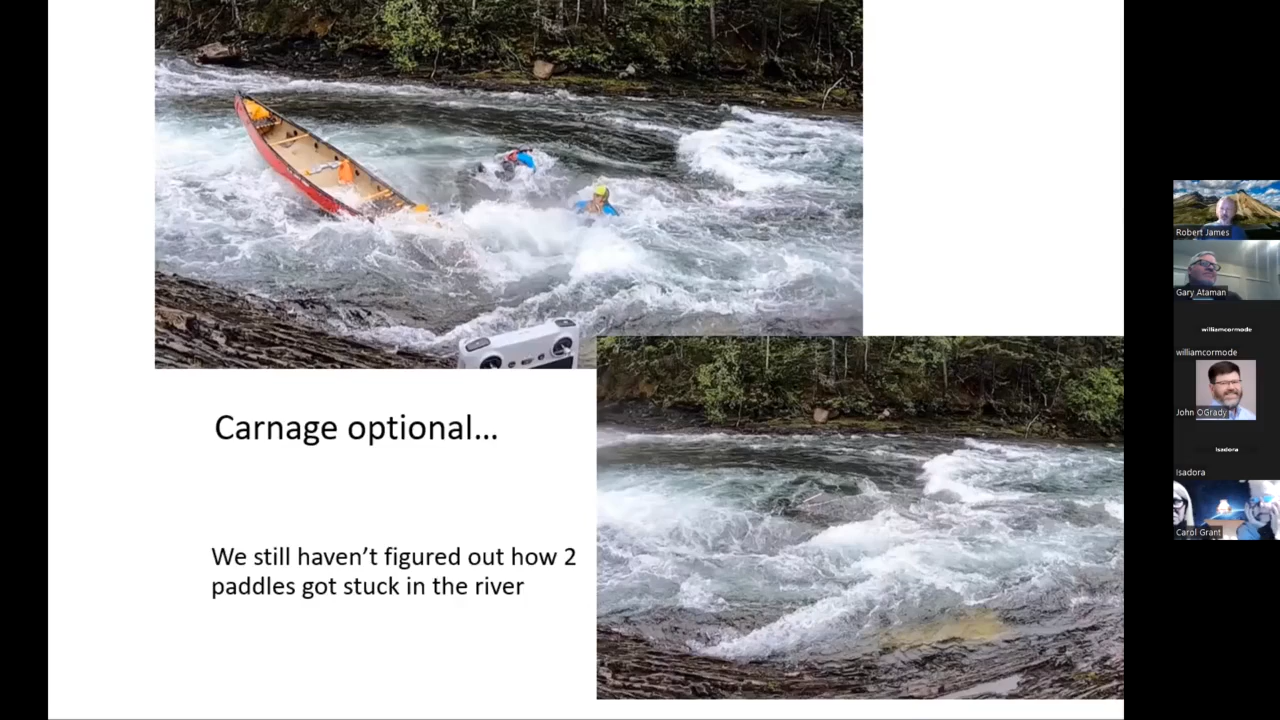 Carnage optional...
We still haven't figured out how 2
paddles got stuck in the river
Robert James
Gary Ataman
williamcormode
williamcormode
John OGrady
Isadora
Isadora
Carol Grant